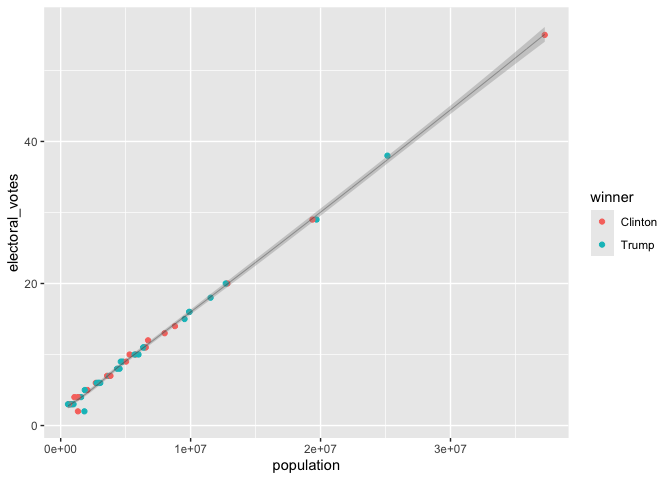 electoral_votes
40
20
0
0e+00 1e+07 2e+07 3e+07
population
winner
Clinton
Trump